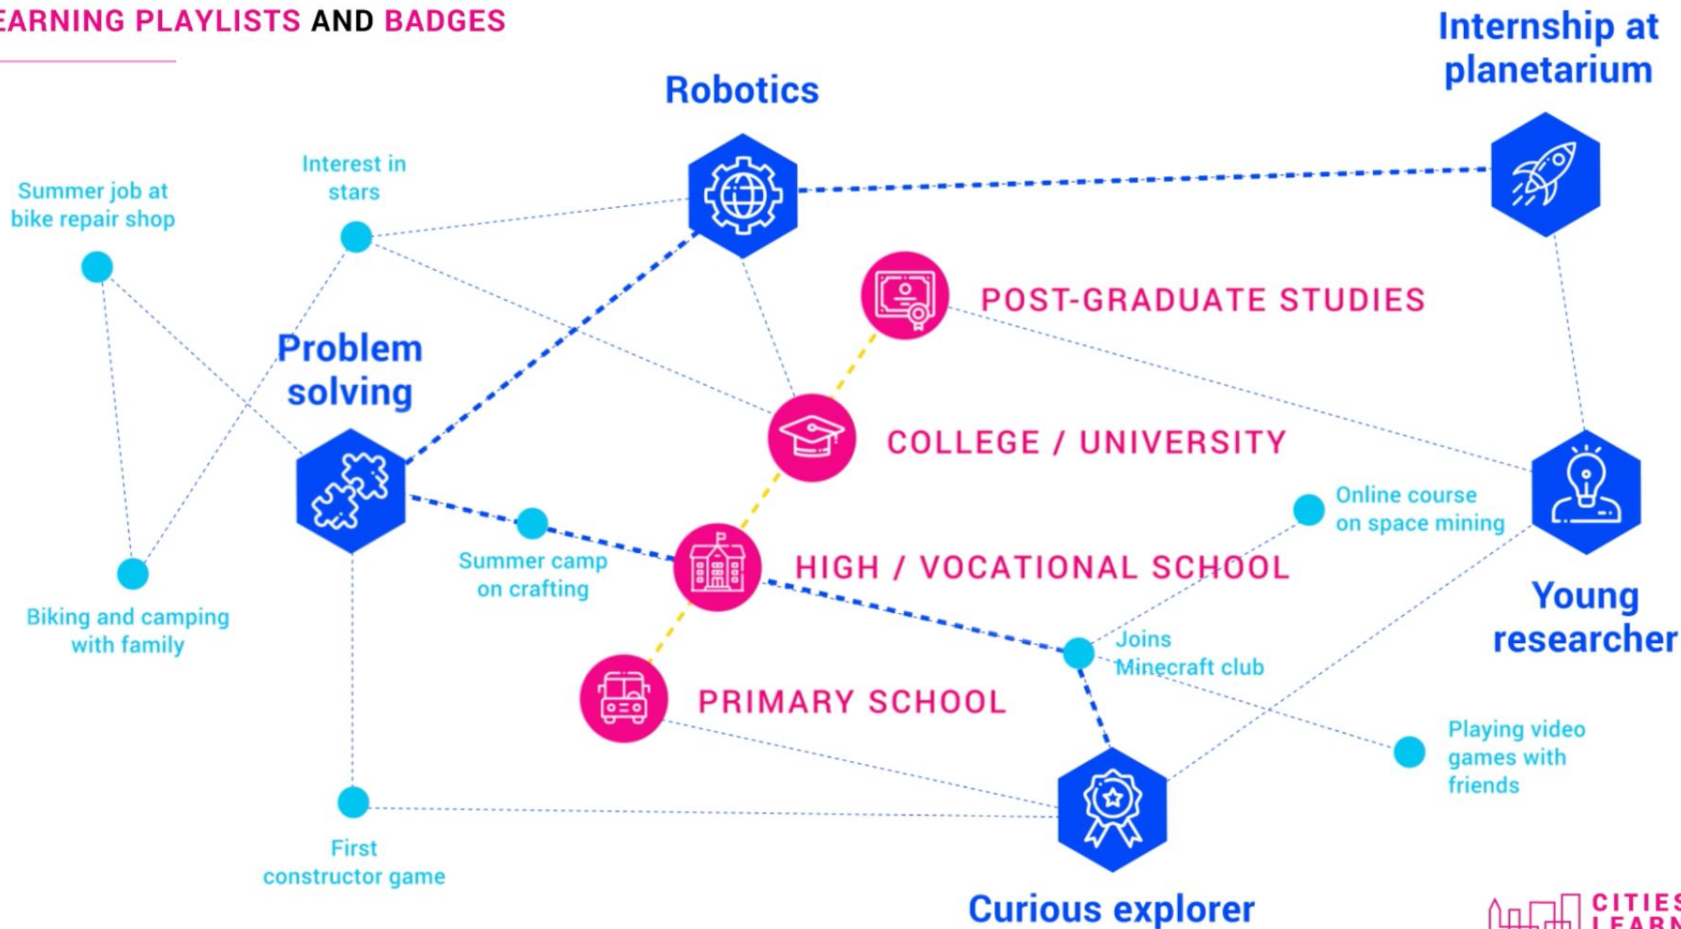 EARNING PLAYLISTS AND BADGES
Internship at
planetarium
Robotics
Interest in
stars
Summer job at
bike repair shop
POST-GRADUATE STUDIES
Problem
solving
COLLEGE / UNIVERSITY
Online course
on space mining
Summer camp
on crafting
HIGH / VOCATIONAL SCHOOL
Young
researcher
Biking and camping
with family
Joins
Minecraft club
PRIMARY SCHOOL
Playing video
games with
friends
First
constructor game
Curious explorer
CITIES
LEARN